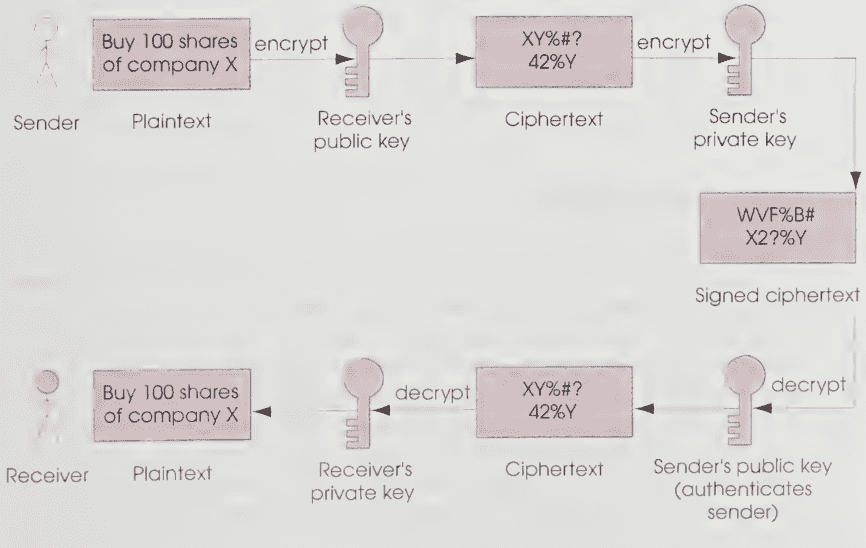 Buy 100 shares
of company X
encrypt
XY%#?
42%Y
encrypt
Sender
Plaintext
Receiver's
public key
Ciphertext
Sender's
private key
WVF%B#
X2?%Y
Signed ciphertext
Buy 100 shares
of company X
decrypt
XY%#?
42%Y
decrypt
Receiver
Plaintext
Receiver's
private key
Ciphertext
Sender's public key
(authenticates
sender)